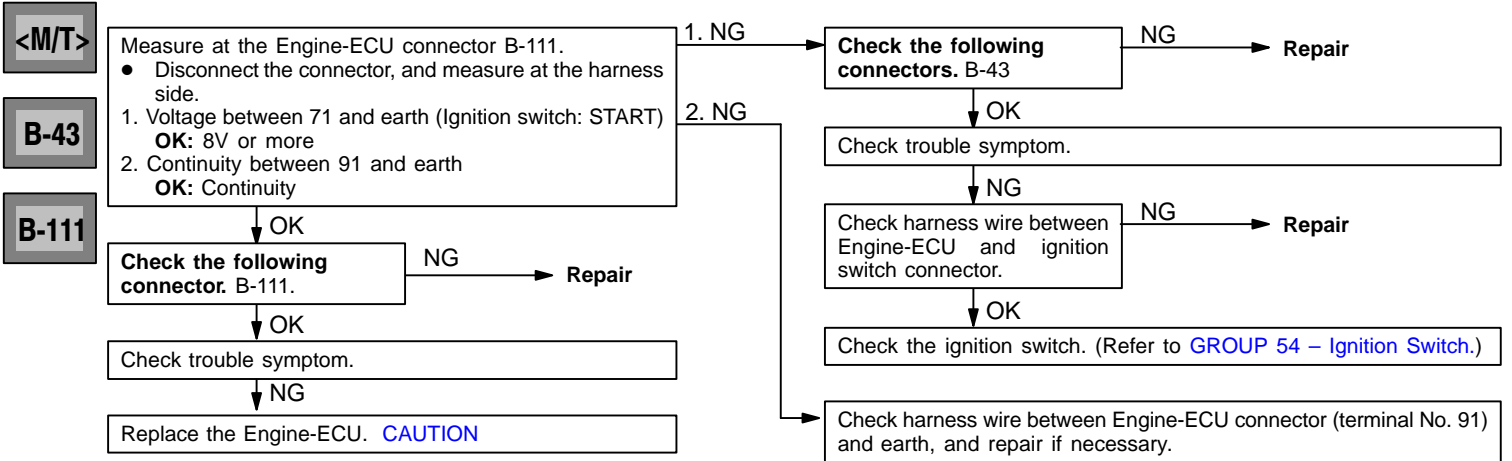 <M/T>
B-43
B-111
Measure at the Engine-ECU connector B-111.
● Disconnect the connector, and measure at the harness
side.
1. Voltage between 71 and earth (Ignition switch: START)
OK: 8V or more
2. Continuity between 91 and earth
OK: Continuity
OK
Check the following
connector. B-111.
NG
Repair
OK
Check trouble symptom.
NG
Replace the Engine-ECU. CAUTION
1. NG
Check the following
connectors. B-43
NG
Repair
OK
Check trouble symptom.
NG
Check harness wire between
Engine-ECU and ignition
switch connector.
NG
Repair
OK
Check the ignition switch. (Refer to GROUP 54 – Ignition Switch.)
2. NG
Check harness wire between Engine-ECU connector (terminal No. 91)
and earth, and repair if necessary.